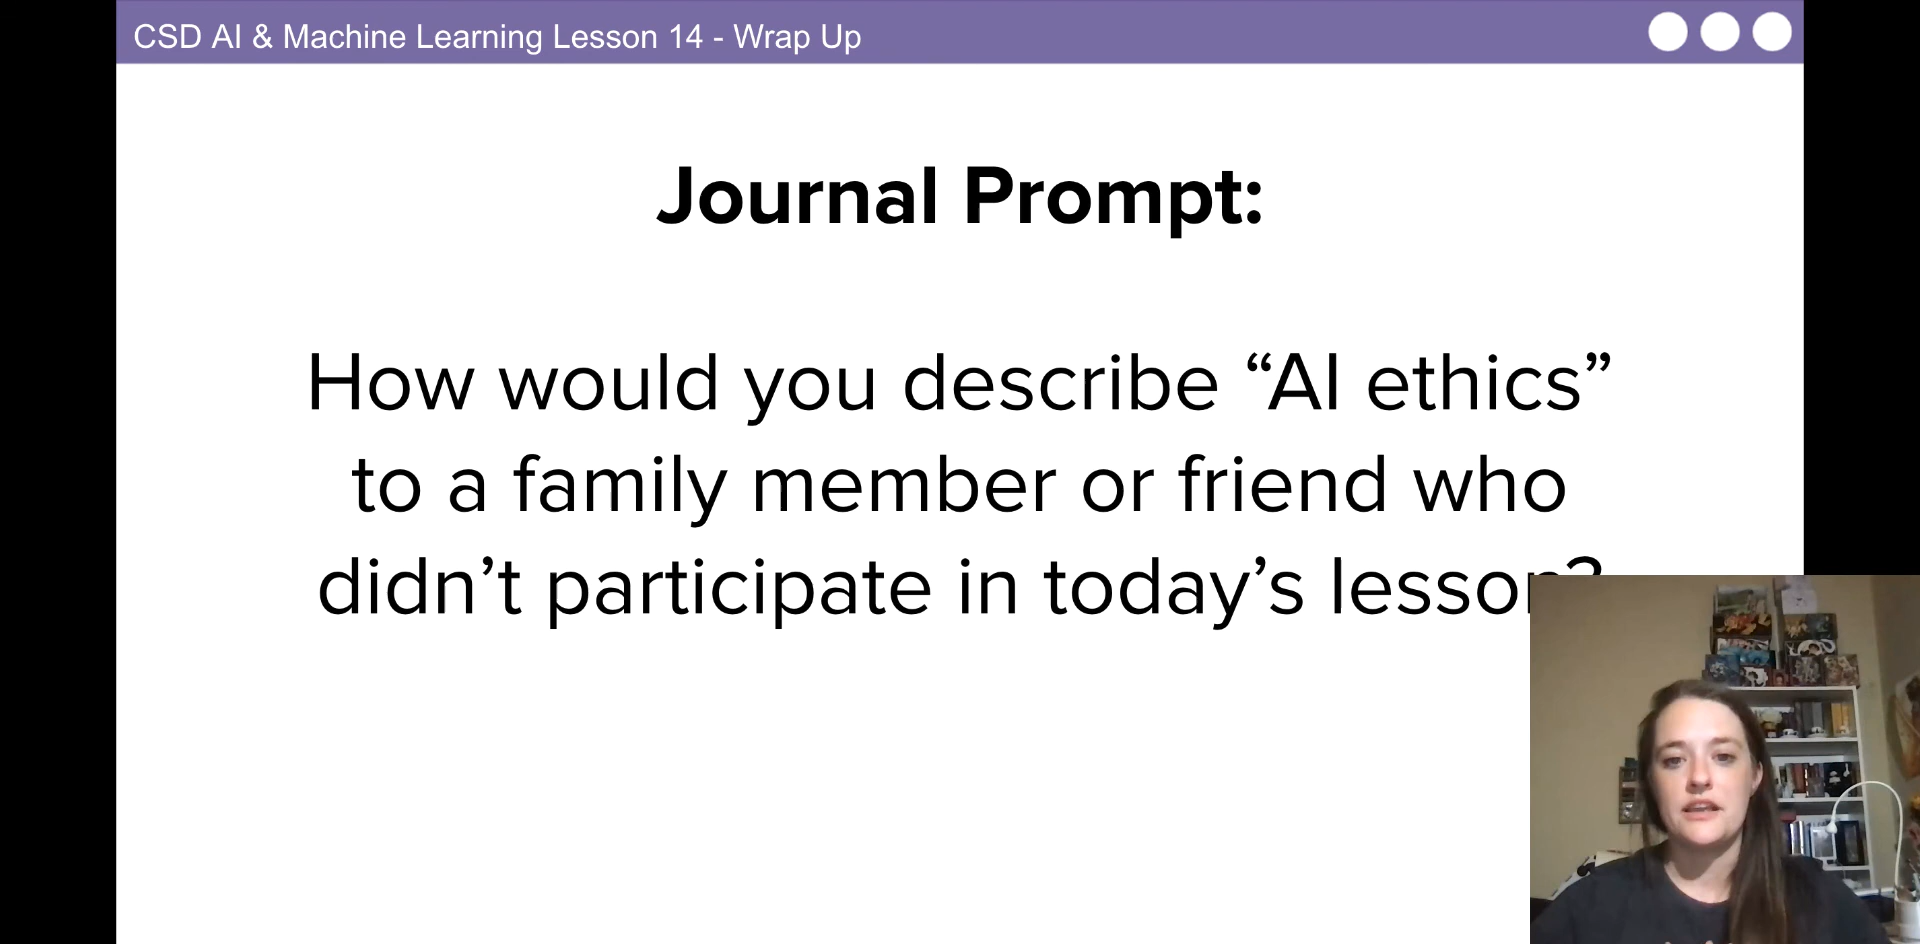 CSD AI & Machine Learning Lesson 14 - Wrap Up
Journal Prompt:
How would you describe “AI ethics”
to a family member or friend who
didn’t participate in today’s lesson?